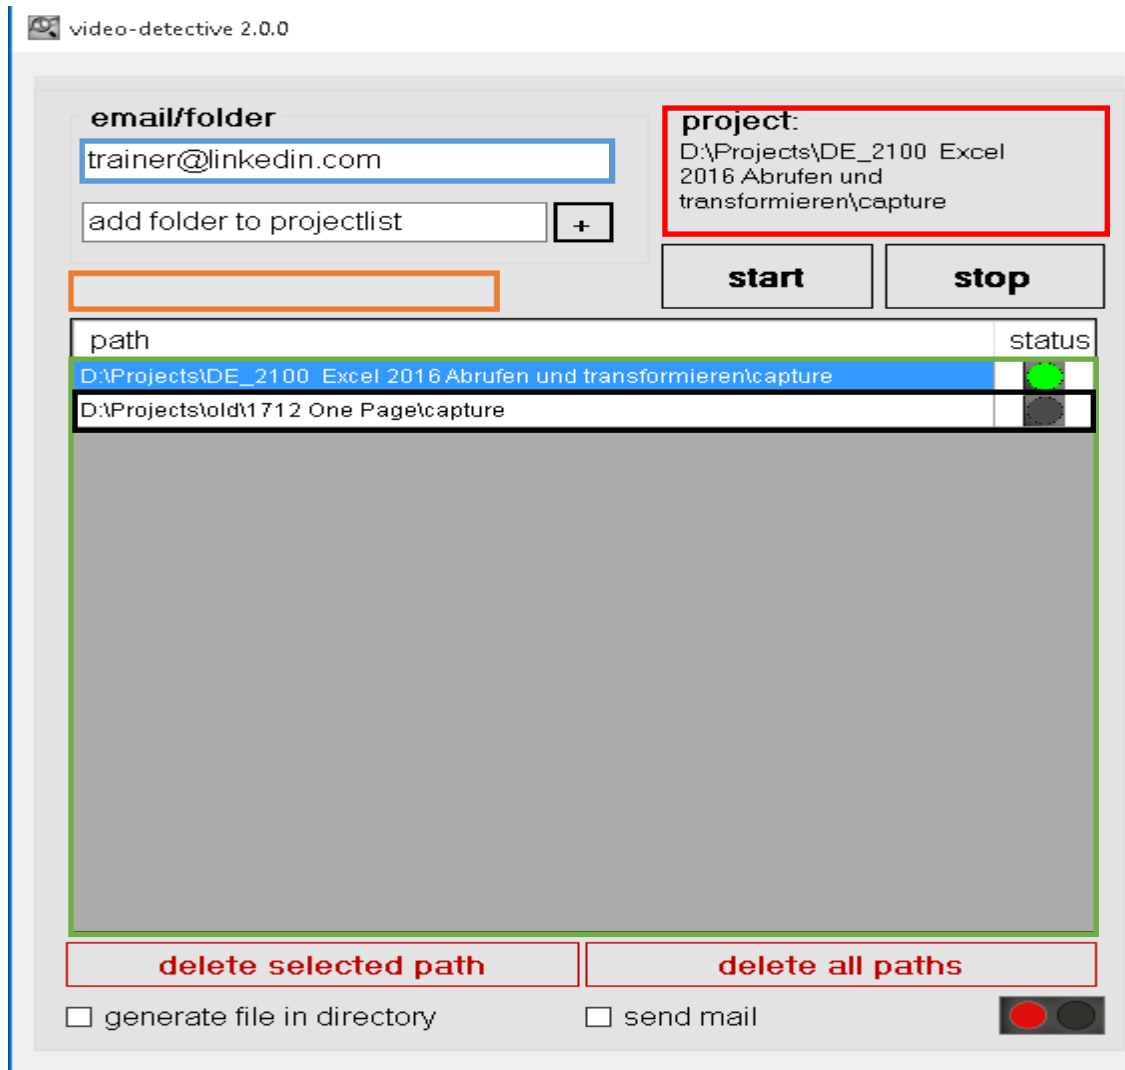 video-detective 2.0.0
email/folder
trainer@linkedin.com
add folder to projectlist
+
project:
D:\Projects\DE_2100 Excel
2016 Abrufen und
transformieren\capture
start
stop
path
status
D:\Projects\DE_2100 Excel 2016 Abrufen und transformieren\capture
D:\Projects\old\1712 One Page\capture
delete selected path
delete all paths
generate file in directory
send mail